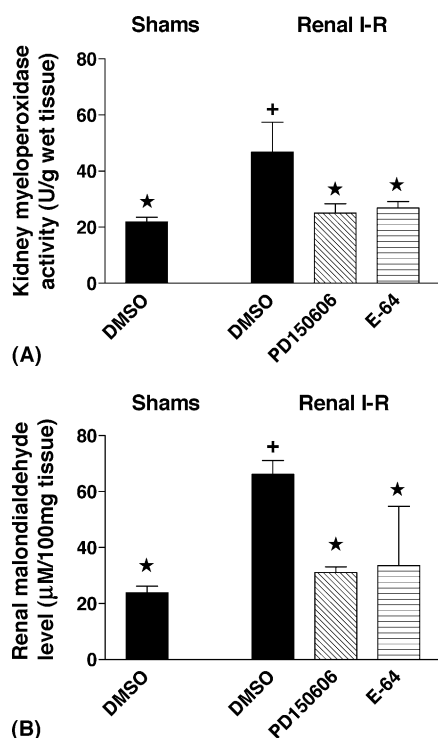 Shams Renal I-R
Kidney myeloperoxidase
activity (U/g wet tissue)
80
60
40
20
0
+
★ ★ ★
DMSO DMSO PD150606 E-64
(A)
Shams Renal I-R
Renal malondialdehyde
level (μM/100mg tissue)
80
60
40
20
0
+
★ ★ ★
DMSO DMSO PD150606 E-64
(B)